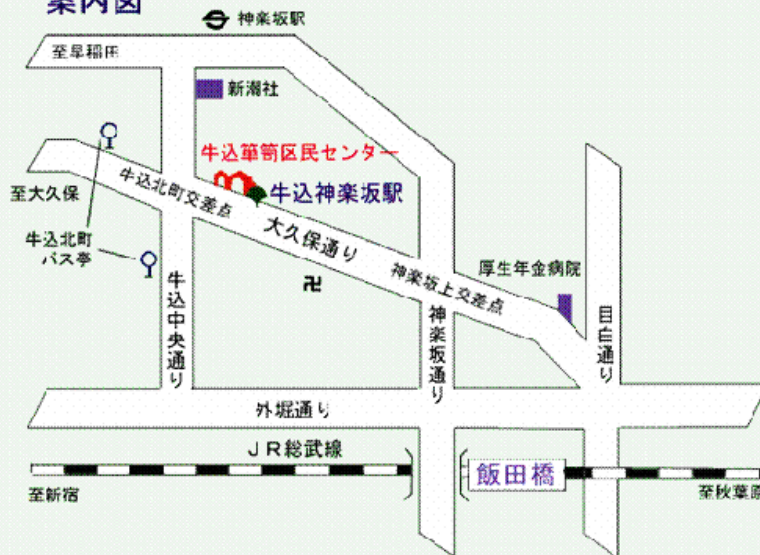 案内図
神楽坂駅
至早稲田
新潮社
牛込箪笥区民センター
至大久保
牛込北町交差点
牛込神楽坂駅
大久保通り
牛込北町
バス亭
神楽坂上交差点
厚生年金病院
卍
牛込中央通り
神楽坂通り
目白通り
外堀通り
JR総武線
飯田橋
至新宿
至秋葉原